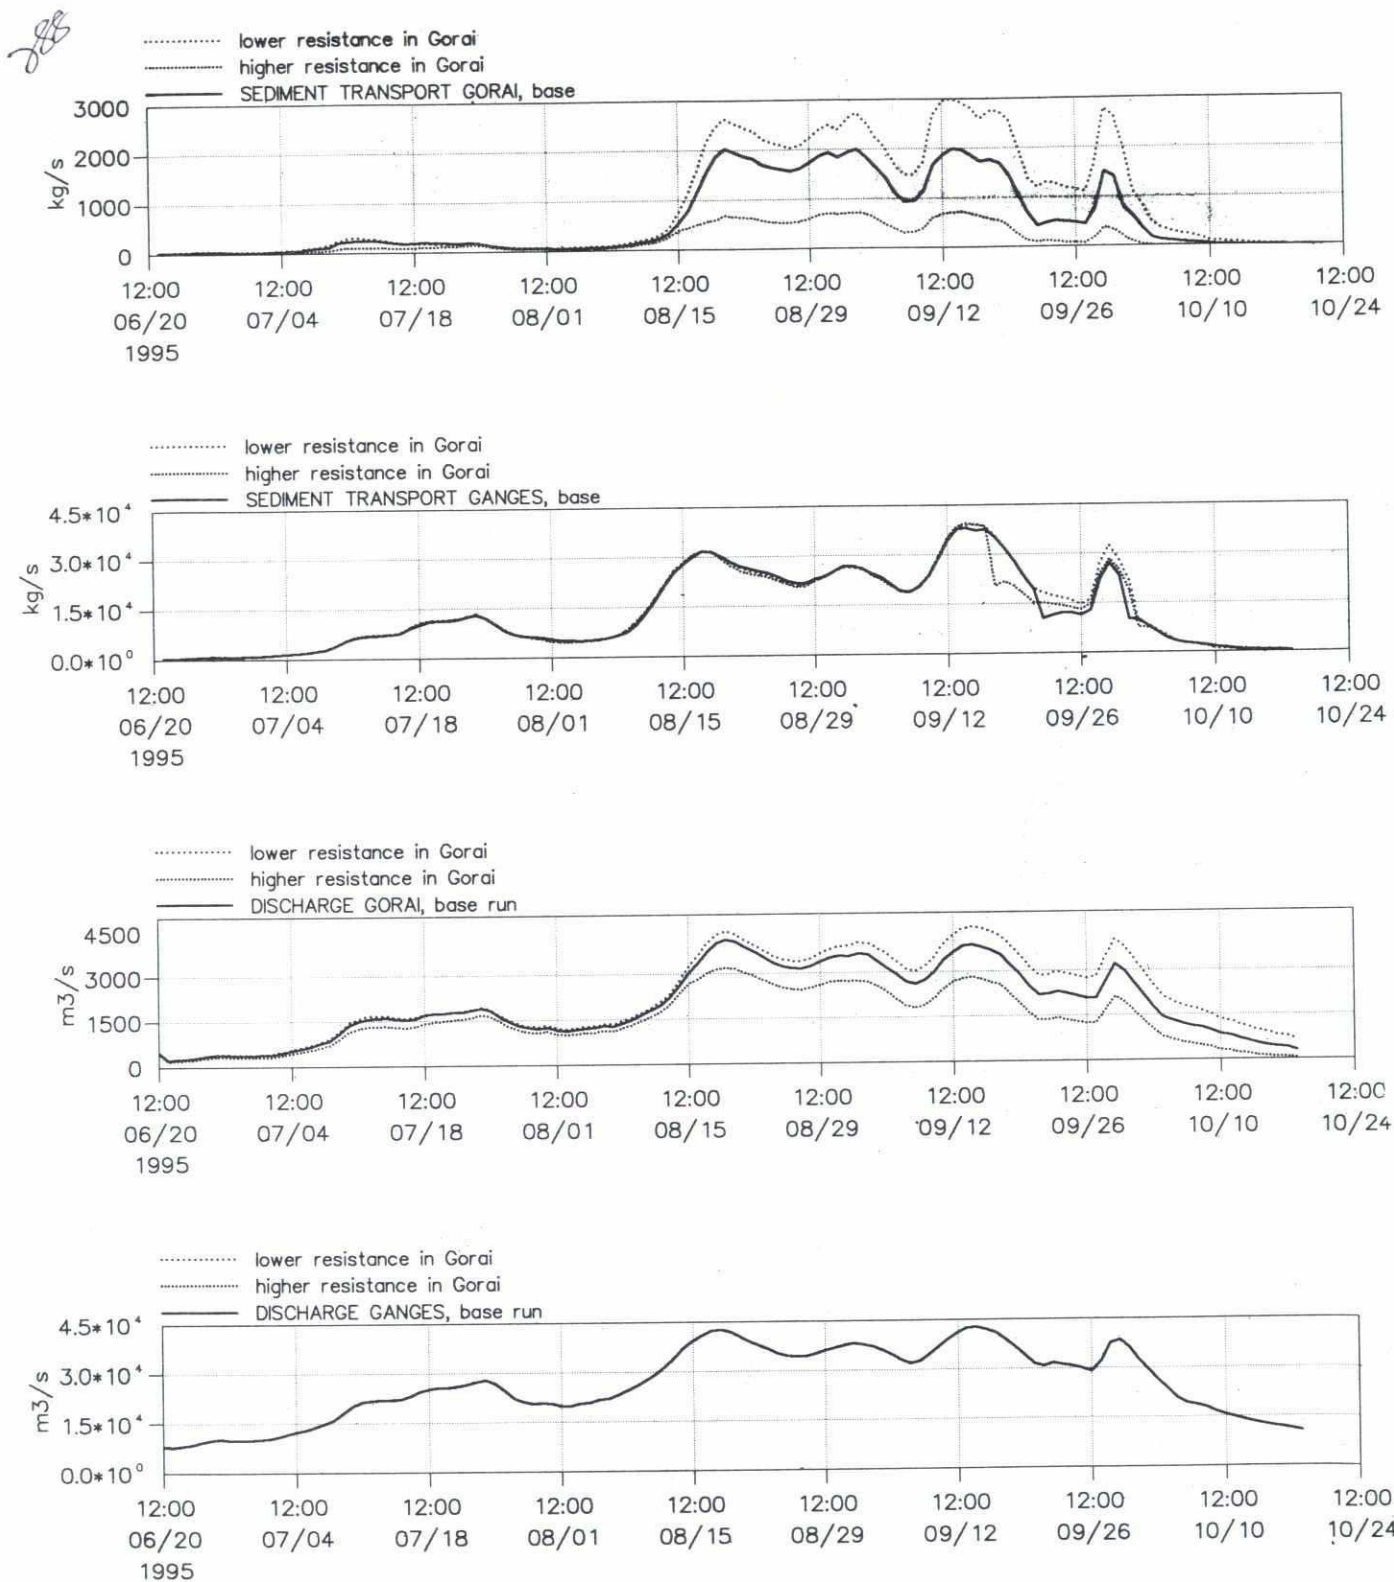 lower resistance in Gorai
higher resistance in Gorai
SEDIMENT TRANSPORT GORAI, base
3000
2000
1000
0
kg/s
12:00 12:00 12:00 12:00 12:00 12:00 12:00 12:00 12:00 12:00
06/20 07/04 07/18 08/01 08/15 08/29 09/12 09/26 10/10 10/24
1995
lower resistance in Gorai
higher resistance in Gorai
SEDIMENT TRANSPORT GANGES, base
4.5*10⁴
3.0*10⁴
1.5*10⁴
0.0*10⁰
kg/s
12:00 12:00 12:00 12:00 12:00 12:00 12:00 12:00 12:00 12:00
06/20 07/04 07/18 08/01 08/15 08/29 09/12 09/26 10/10 10/24
1995
lower resistance in Gorai
higher resistance in Gorai
DISCHARGE GORAI, base run
4500
3000
1500
0
m3/s
12:00 12:00 12:00 12:00 12:00 12:00 12:00 12:00 12:00 12:00
06/20 07/04 07/18 08/01 08/15 08/29 09/12 09/26 10/10 10/24
1995
lower resistance in Gorai
higher resistance in Gorai
DISCHARGE GANGES, base run
4.5*10⁴
3.0*10⁴
1.5*10⁴
0.0*10⁰
m3/s
12:00 12:00 12:00 12:00 12:00 12:00 12:00 12:00 12:00 12:00
06/20 07/04 07/18 08/01 08/15 08/29 09/12 09/26 10/10 10/24
1995